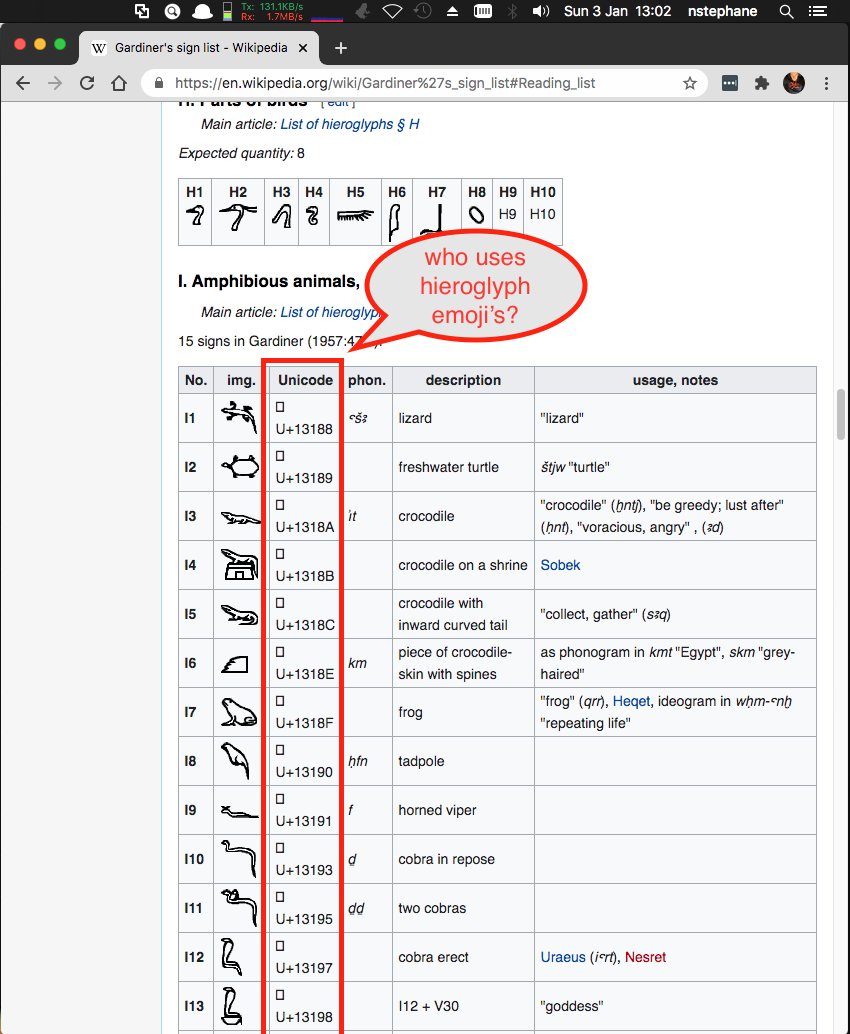 Tx: 131.1KB/s
Rx: 1.7MB/s
Sun 3 Jan 13:02 nstephane
Gardiner's sign list - Wikipedia
https://en.wikipedia.org/wiki/Gardiner%27s_sign_list#Reading_list
H. Parts of birds [ edit ]
Main article: List of hieroglyphs § H
Expected quantity: 8
H1 H2 H3 H4 H5 H6 H7 H8 H9 H10
H9 H10
who uses
hieroglyph
emoji's?
I. Amphibious animals,
Main article: List of hieroglyp
15 signs in Gardiner (1957:47
No. img. Unicode phon. description usage, notes
I1 U+13188 ꜥšꜣ lizard "lizard"
I2 U+13189 freshwater turtle štjw "turtle"
I3 U+1318A ı͗t crocodile "crocodile" (ḫntj), "be greedy; lust after"
(ḫnt), "voracious, angry" , (ꜣd)
I4 U+1318B crocodile on a shrine Sobek
I5 U+1318C crocodile with
inward curved tail "collect, gather" (sꜣq)
I6 U+1318E km piece of crocodile-
skin with spines as phonogram in kmt "Egypt", skm "grey-
haired"
I7 U+1318F frog "frog" (qrr), Heqet, ideogram in wḥm-ꜥnḫ
"repeating life"
I8 U+13190 ḥfn tadpole
I9 U+13191 f horned viper
I10 U+13193 ḏ cobra in repose
I11 U+13195 ḏḏ two cobras
I12 U+13197 cobra erect Uraeus (iꜥrt), Nesret
I13 U+13198 I12 + V30 "goddess"